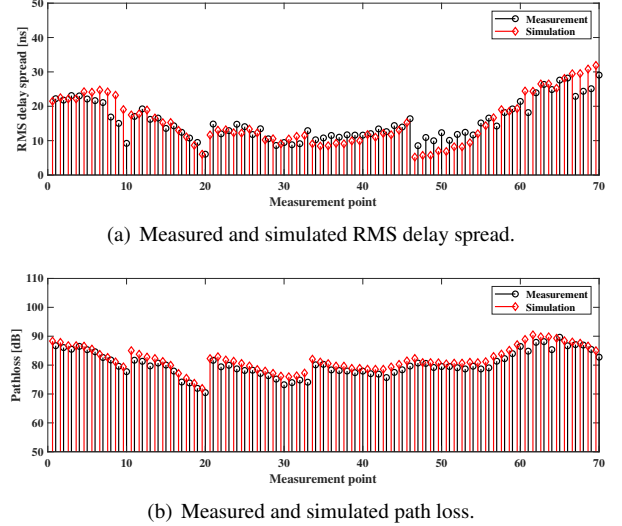 50
Measurement
Simulation
40
30
20
10
0
RMS delay spread [ns]
0 10 20 30 40 50 60 70
Measurement point
(a) Measured and simulated RMS delay spread.
110
Measurement
Simulation
100
90
80
70
60
50
Pathloss [dB]
0 10 20 30 40 50 60 70
Measurement point
(b) Measured and simulated path loss.